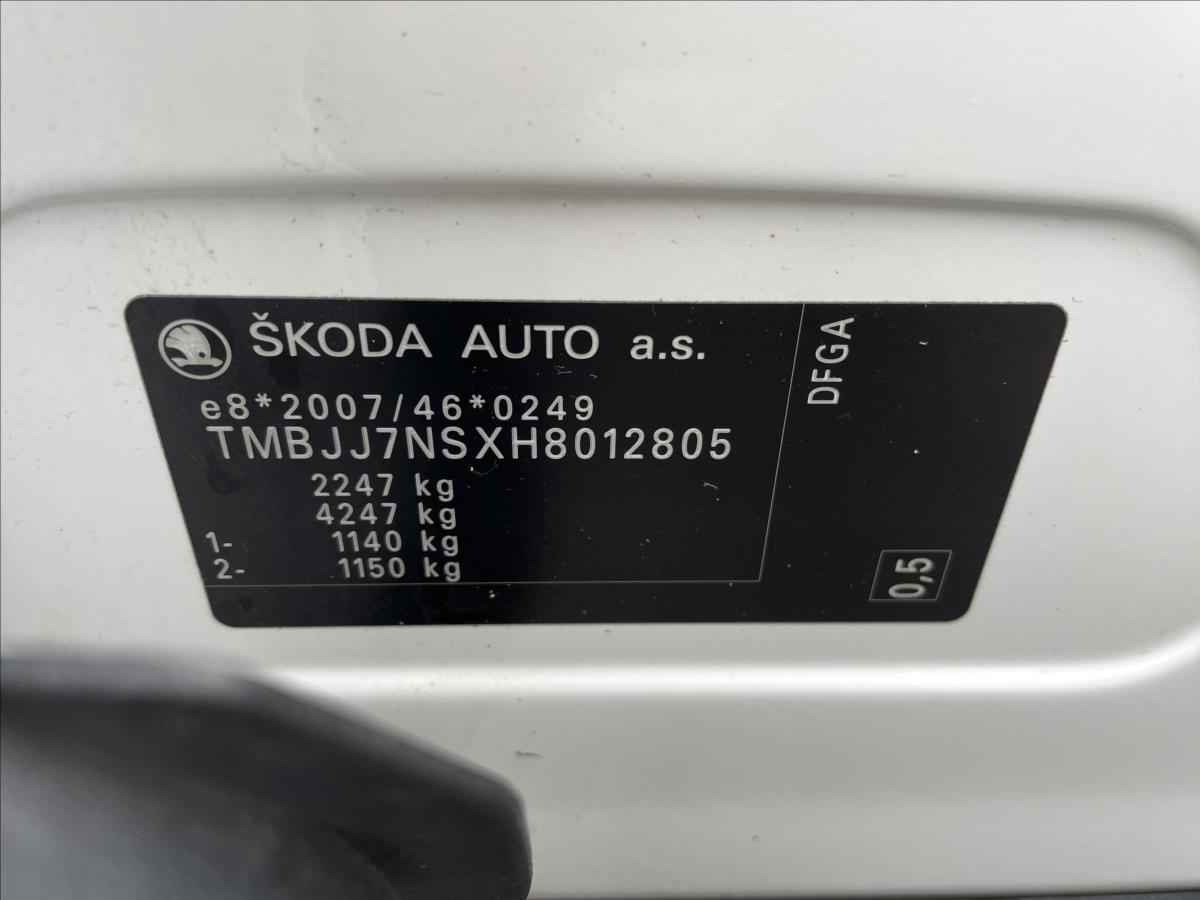 ŠKODA AUTO a.s.
e8*2007/46*0249
TMBJJ7NSXH8012805
2247 kg
4247 kg
1- 1140 kg
2- 1150 kg
DFGA
0,5